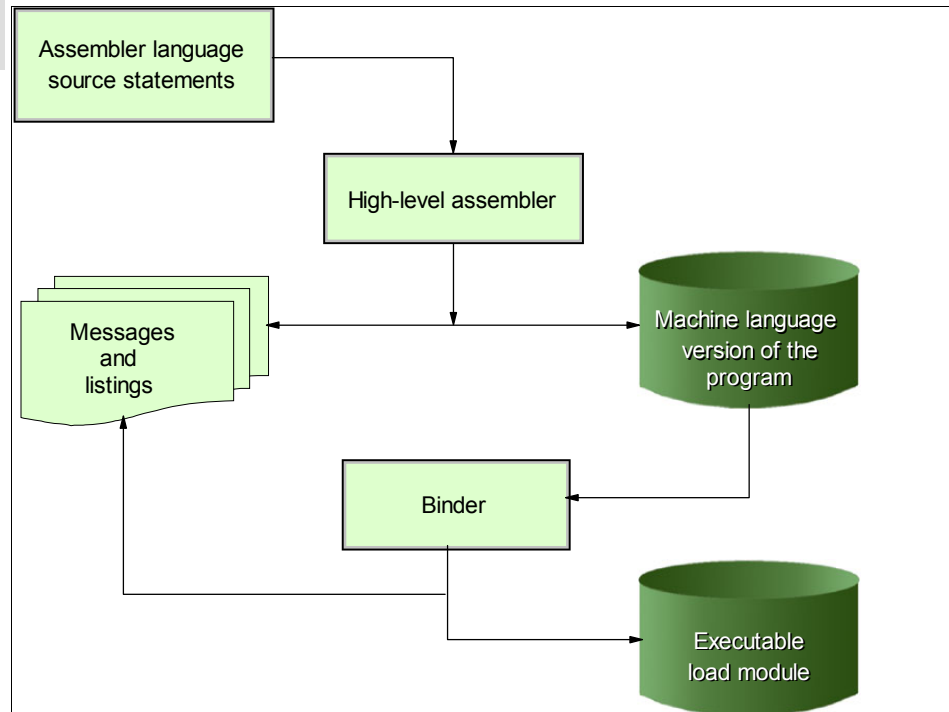 Assembler language
source statements
High-level assembler
Messages
and
listings
Machine language
version of the
program
Binder
Executable
load module